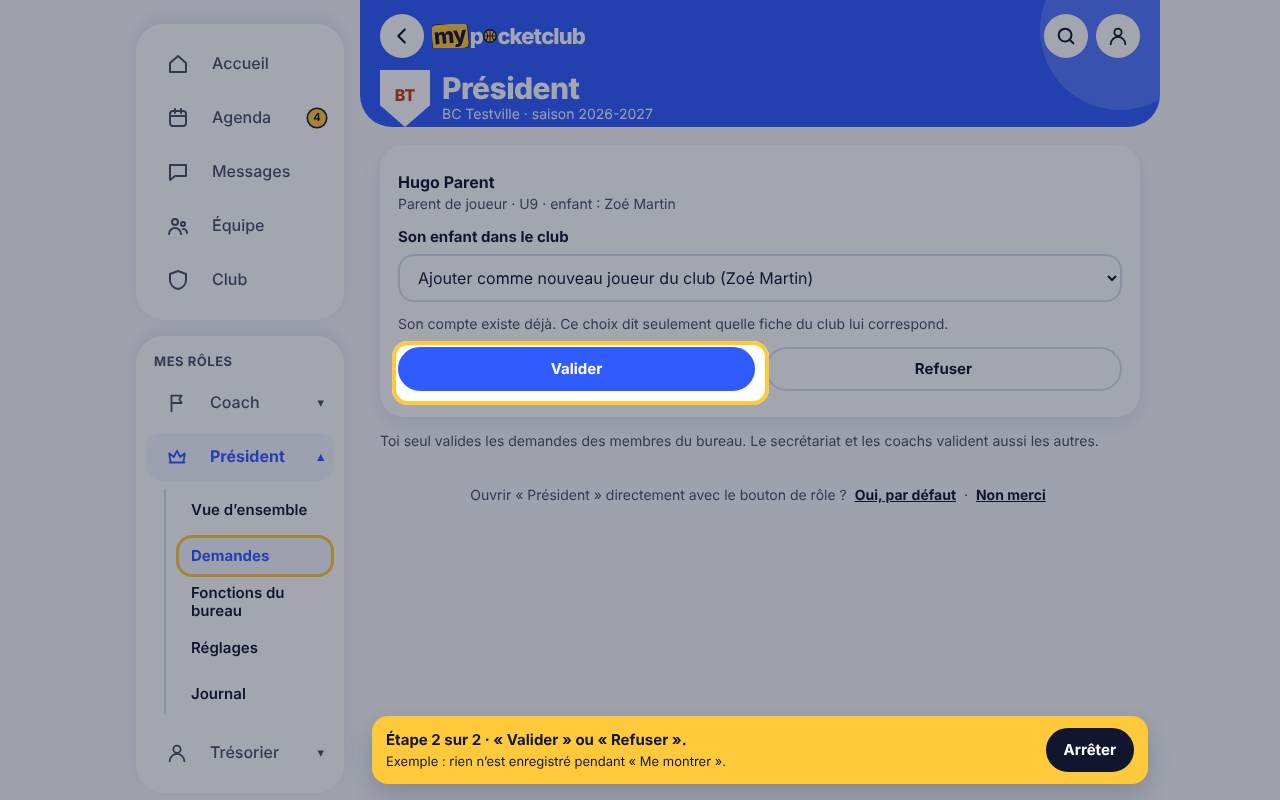 Accueil
Agenda
4
Messages
Équipe
Club
MES RÔLES
Coach
Président
Vue d’ensemble
Demandes
Fonctions du
bureau
Réglages
Journal
Trésorier
my pocketclub
BT
Président
BC Testville · saison 2026-2027
Hugo Parent
Parent de joueur · U9 · enfant : Zoé Martin
Son enfant dans le club
Ajouter comme nouveau joueur du club (Zoé Martin)
Son compte existe déjà. Ce choix dit seulement quelle fiche du club lui correspond.
Valider
Refuser
Toi seul valides les demandes des membres du bureau. Le secrétariat et les coachs valident aussi les autres.
Ouvrir « Président » directement avec le bouton de rôle ? Oui, par défaut · Non merci
Étape 2 sur 2 · « Valider » ou « Refuser ».
Exemple : rien n’est enregistré pendant « Me montrer ».
Arrêter